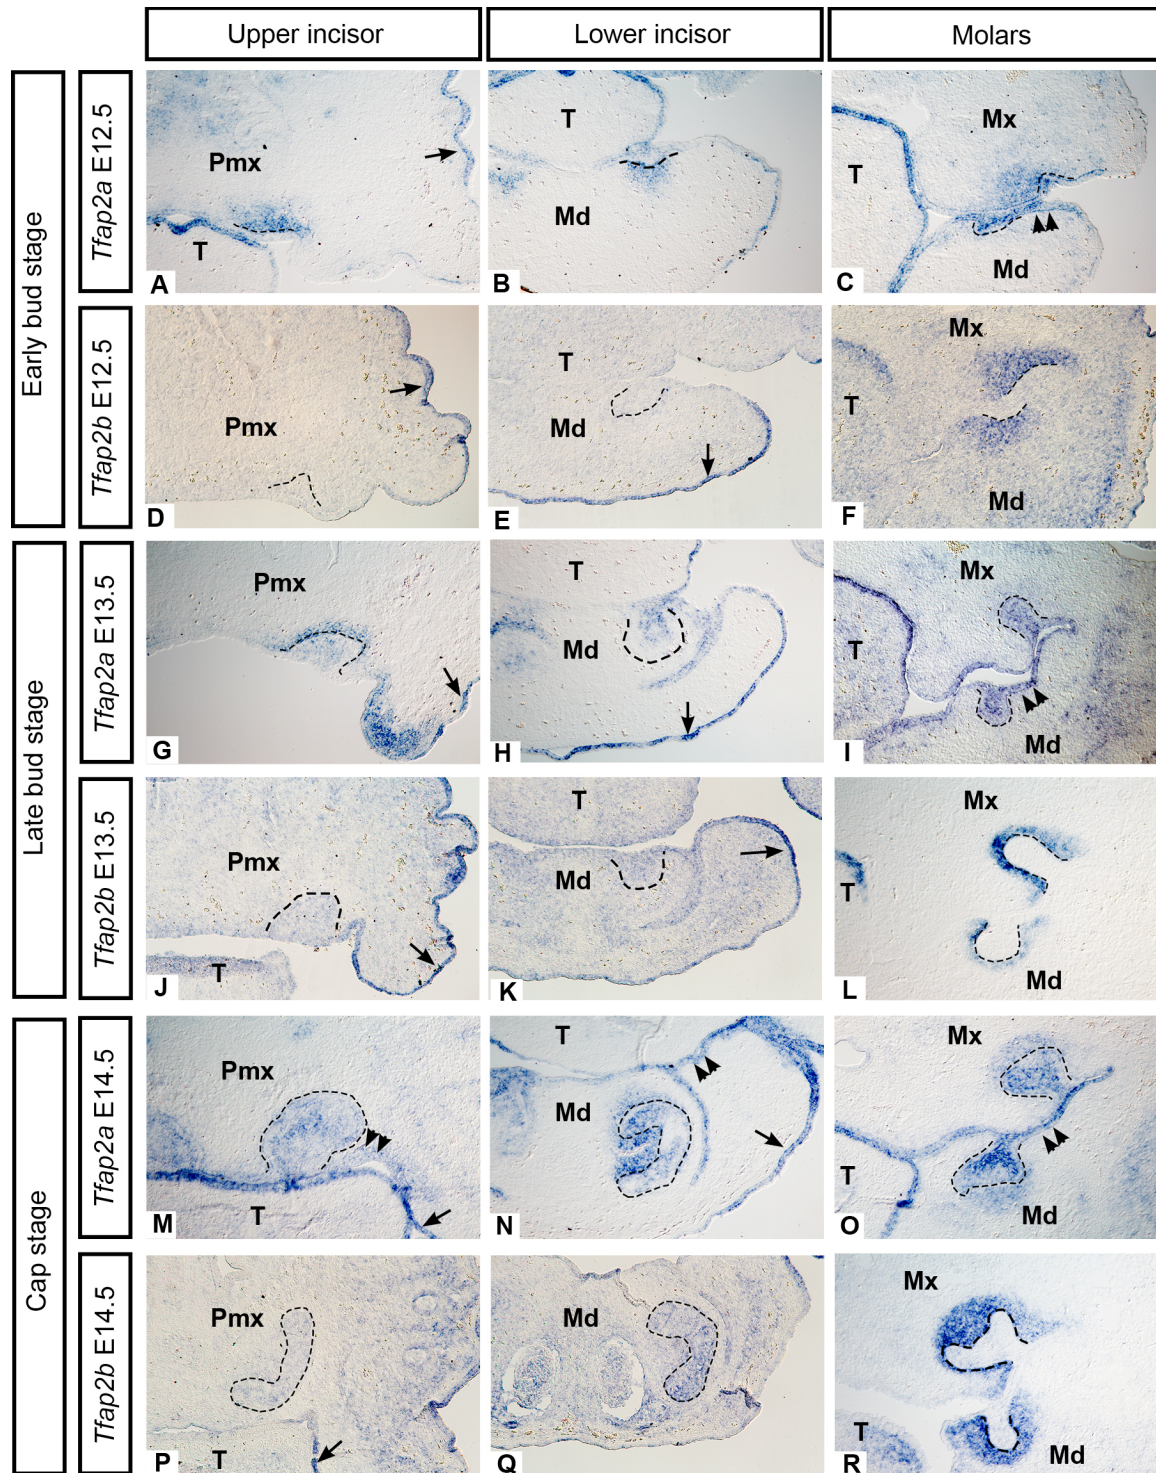 Upper incisor
Lower incisor
Molars
Early bud stage
Tfap2a E12.5
Pmx
T
A
T
Md
B
Mx
T
Md
C
Tfap2b E12.5
Pmx
D
T
Md
E
Mx
T
Md
F
Late bud stage
Tfap2a E13.5
Pmx
G
T
Md
H
Mx
T
Md
I
Tfap2b E13.5
Pmx
T
J
T
Md
K
Mx
T
Md
L
Cap stage
Tfap2a E14.5
Pmx
T
M
T
Md
N
Mx
T
Md
O
Tfap2b E14.5
Pmx
T
P
Md
Q
Mx
T
Md
R